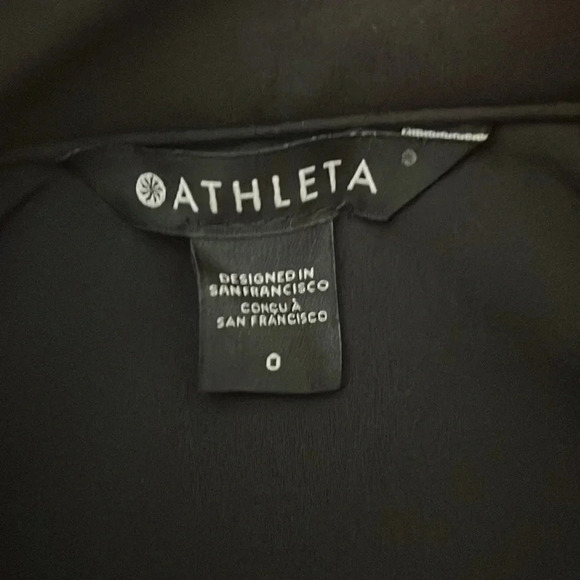 ATHLETA
DESIGNED IN
SAN FRANCISCO
CONÇU À
SAN FRANCISCO
0